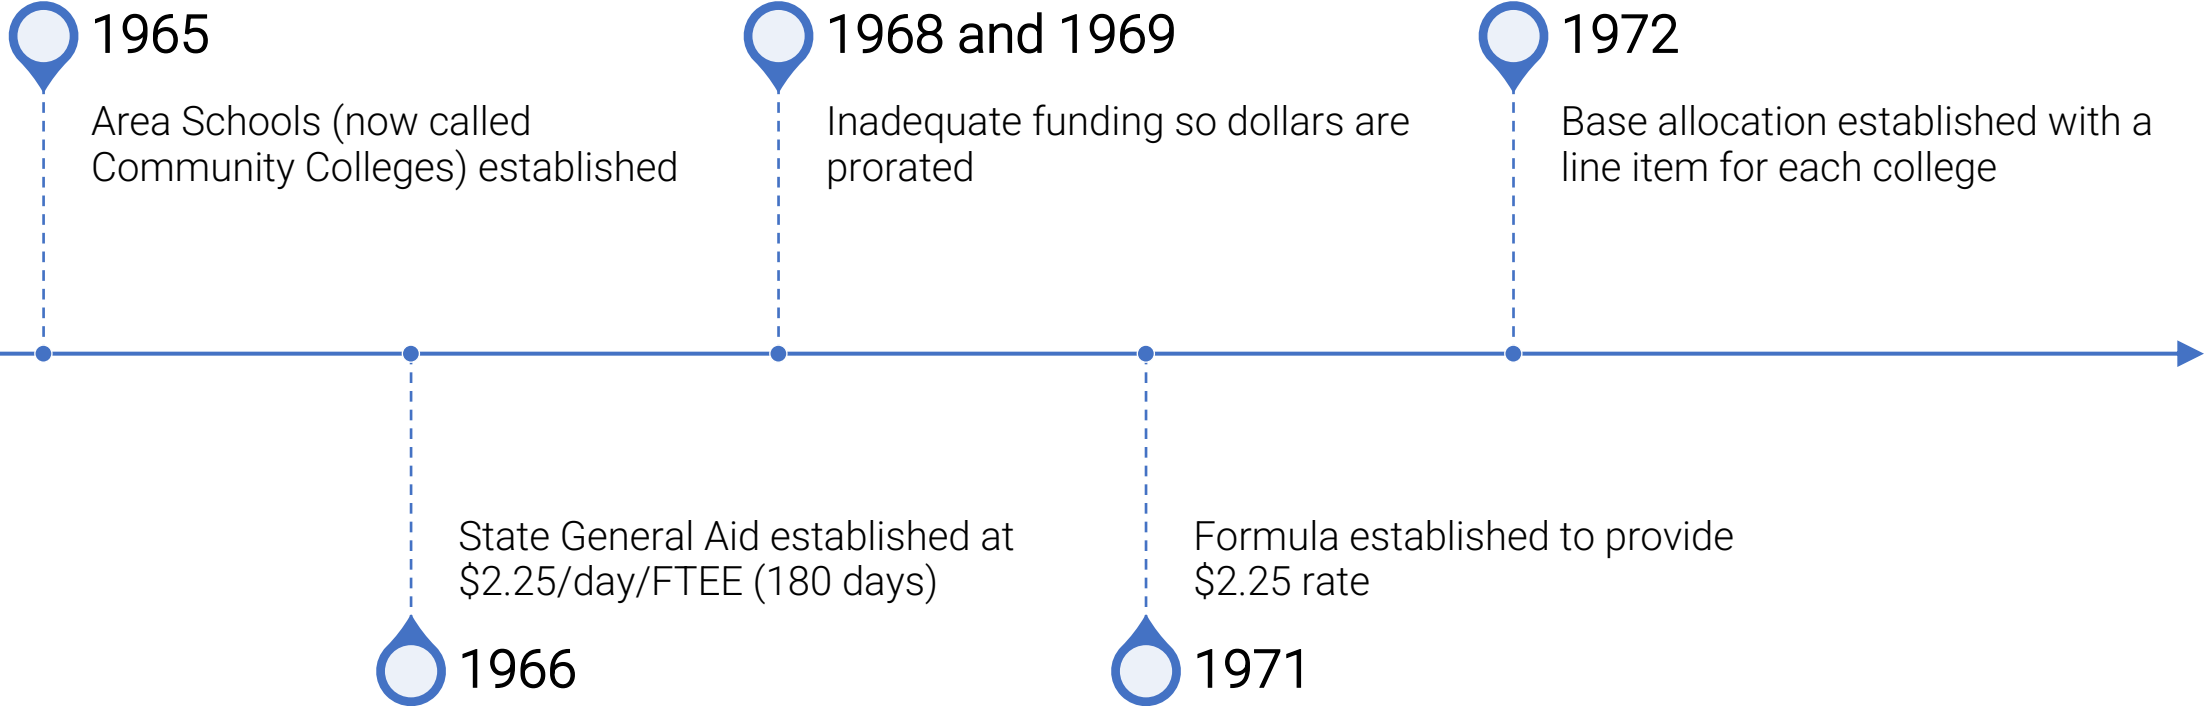 1965
Area Schools (now called
Community Colleges) established
State General Aid established at
$2.25/day/FTEE (180 days)
1966
1968 and 1969
Inadequate funding so dollars are
prorated
Formula established to provide
$2.25 rate
1971
1972
Base allocation established with a
line item for each college